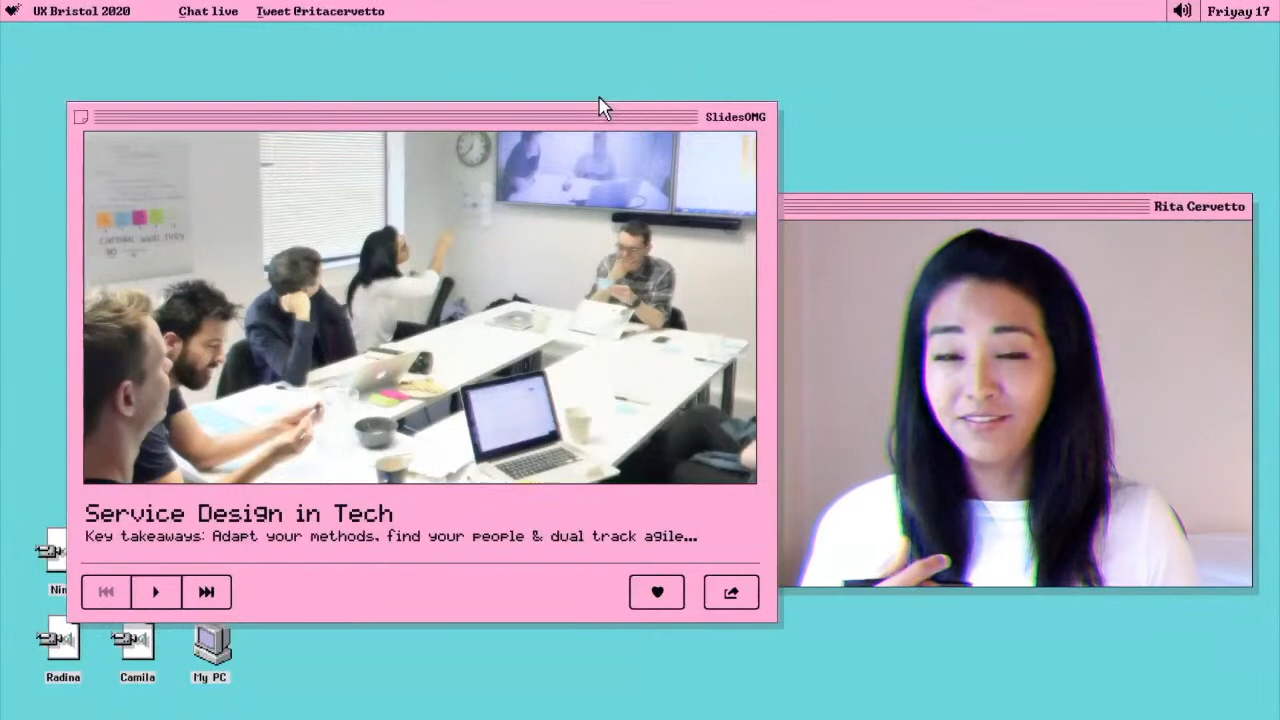 UX Bristol 2020
Chat live
Tweet @ritacervetto
Friyay 17
SlidesOMG
Rita Cervetto
Service Design in Tech
Key takeaways: Adapt your methods, find your people & dual track agile...
Radina
Camila
My PC